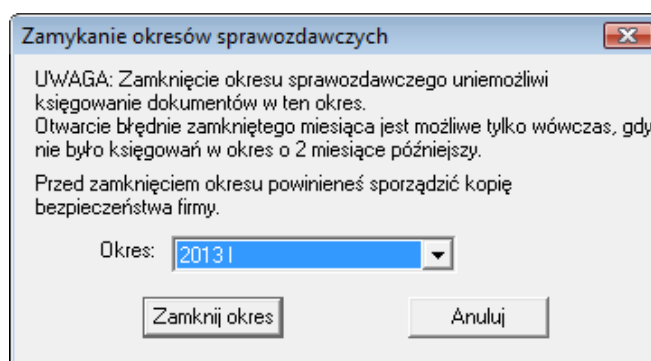 Zamykanie okresów sprawozdawczych
UWAGA: Zamknięcie okresu sprawozdawczego uniemożliwi
księgowanie dokumentów w ten okres.
Otwarcie błędnie zamkniętego miesiąca jest możliwe tylko wówczas, gdy
nie było księgowań w okres o 2 miesiące późniejszy.
Przed zamknięciem okresu powinieneś sporządzić kopię
bezpieczeństwa firmy.
Okres: 2013 I
Zamknij okres Anuluj